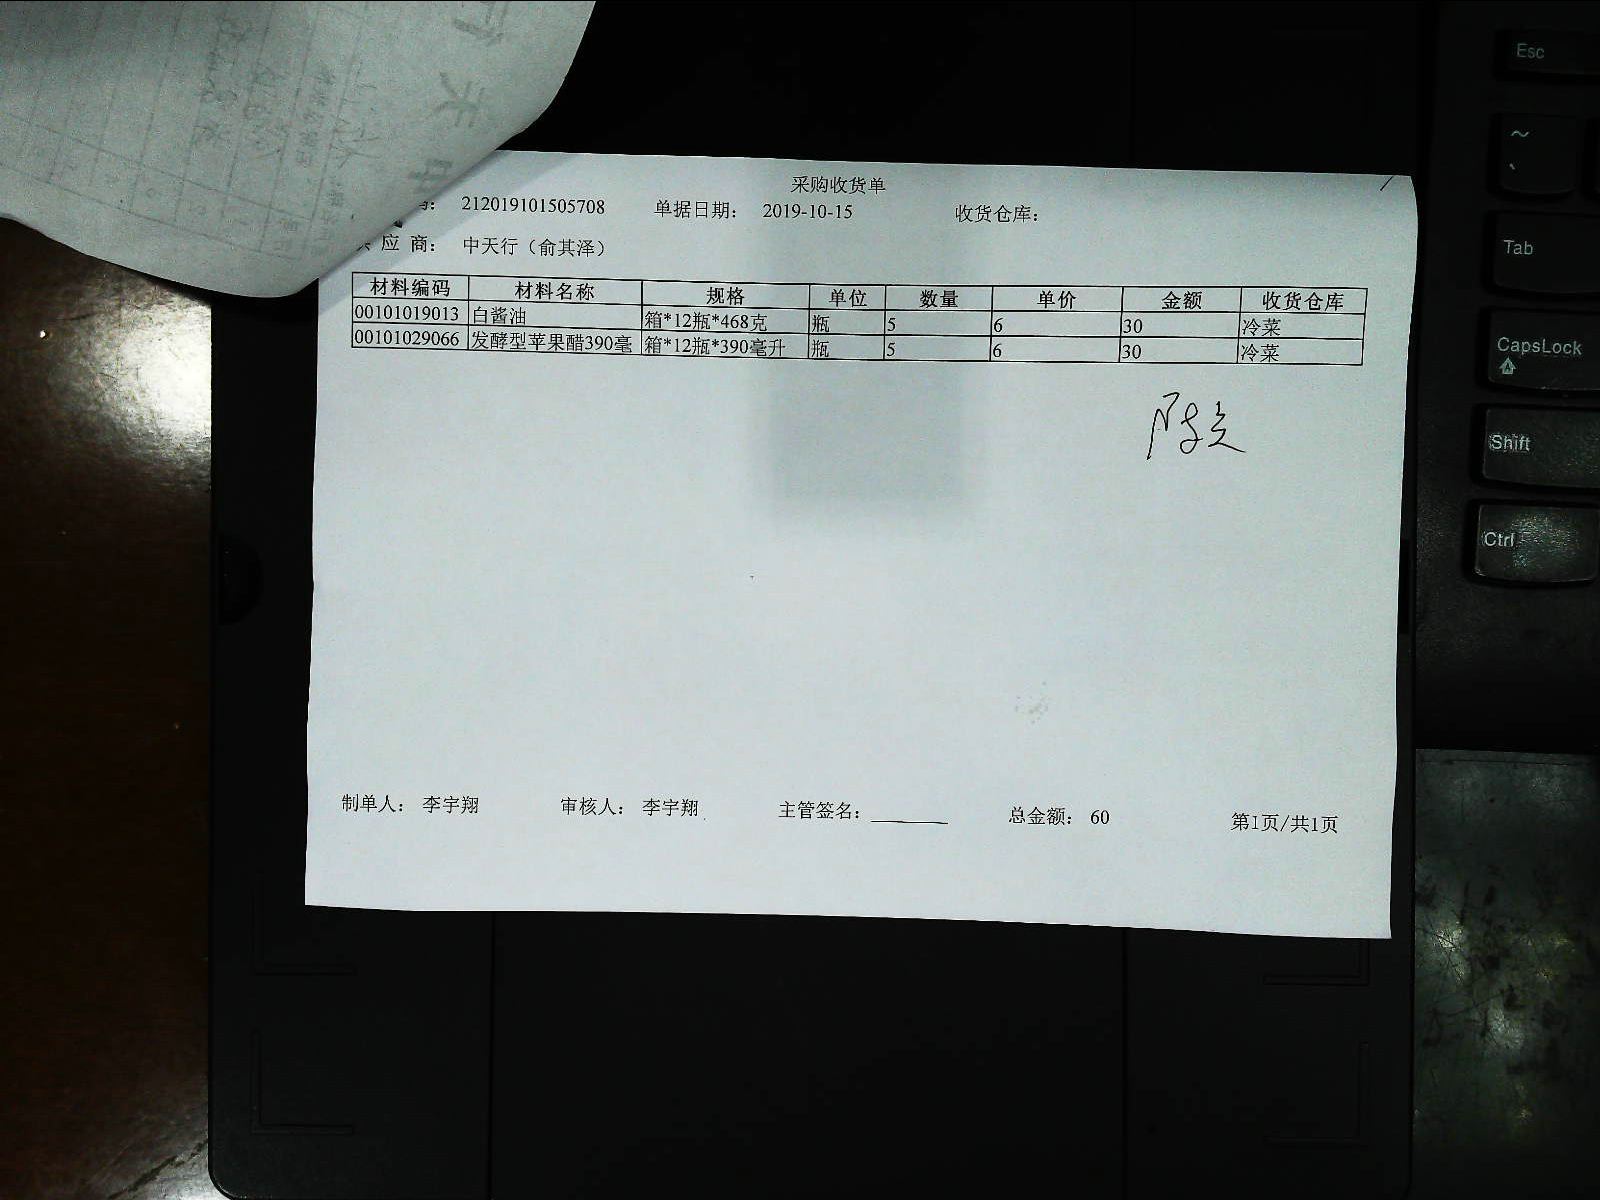 采购收货单
码: 212019101505708 单据日期: 2019-10-15 收货仓库:
供 应 商: 中天行（俞其泽）
材料编码 材料名称 规格 单位 数量 单价 金额 收货仓库
00101019013 白酱油 箱*12瓶*468克 瓶 5 6 30 冷菜
00101029066 发酵型苹果醋390毫 箱*12瓶*390毫升 瓶 5 6 30 冷菜
制单人: 李宇翔 审核人: 李宇翔 主管签名: 总金额: 60 第1页/共1页
Esc
~
`
Tab
CapsLock
Shift
Ctrl